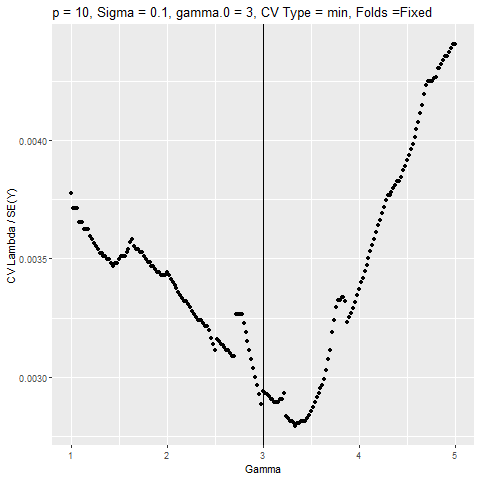 p = 10, Sigma = 0.1, gamma.0 = 3, CV Type = min, Folds =Fixed
CV.Lambda / SE(Y)
0.0040
0.0035
0.0030
1 2 3 4 5
Gamma